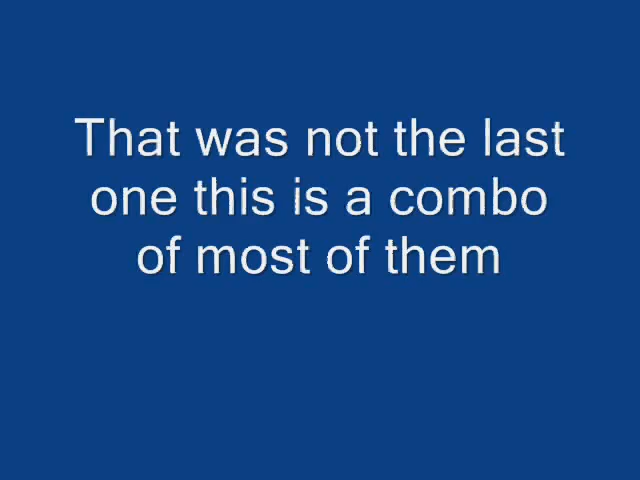 That was not the last
one this is a combo
of most of them